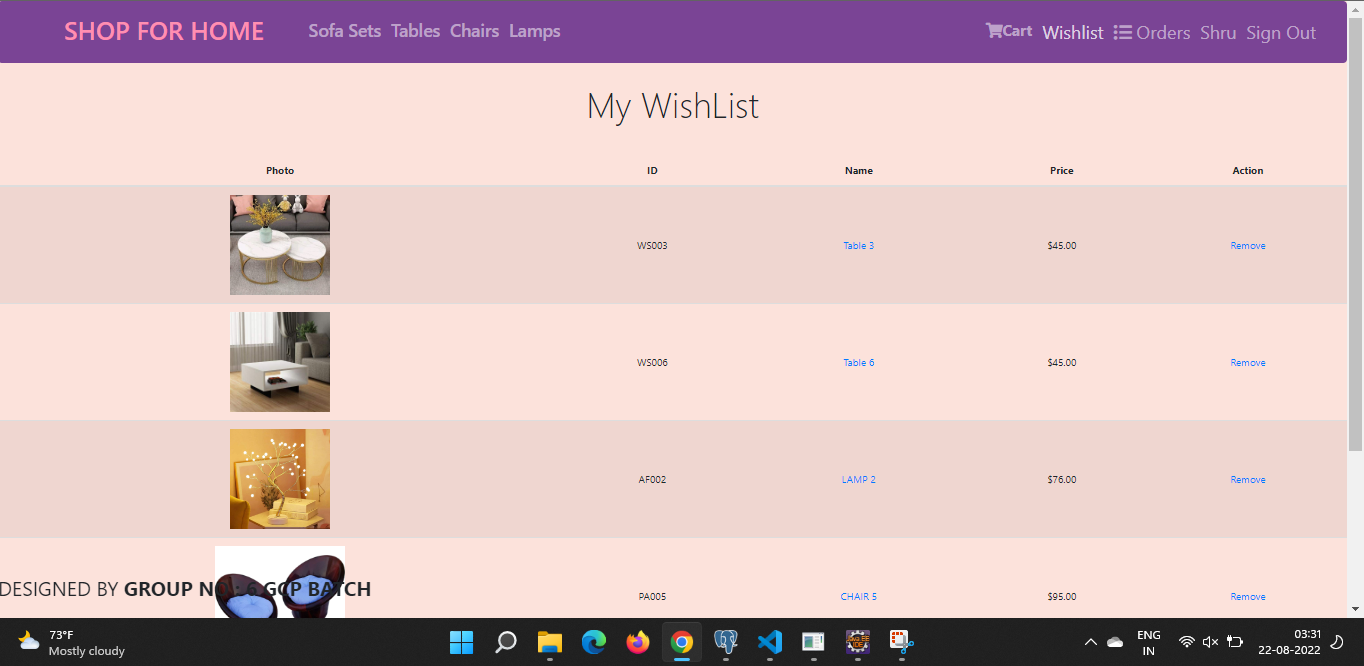 SHOP FOR HOME Sofa Sets Tables Chairs Lamps Cart Wishlist Orders Shru Sign Out
My WishList
Photo ID Name Price Action
WS003 Table 3 $45.00 Remove
WS006 Table 6 $45.00 Remove
AF002 LAMP 2 $76.00 Remove
PA005 CHAIR 5 $95.00 Remove
DESIGNED BY GROUP NO : 6 GCP BATCH
73°F
Mostly cloudy
ENG
IN
03:31
22-08-2022